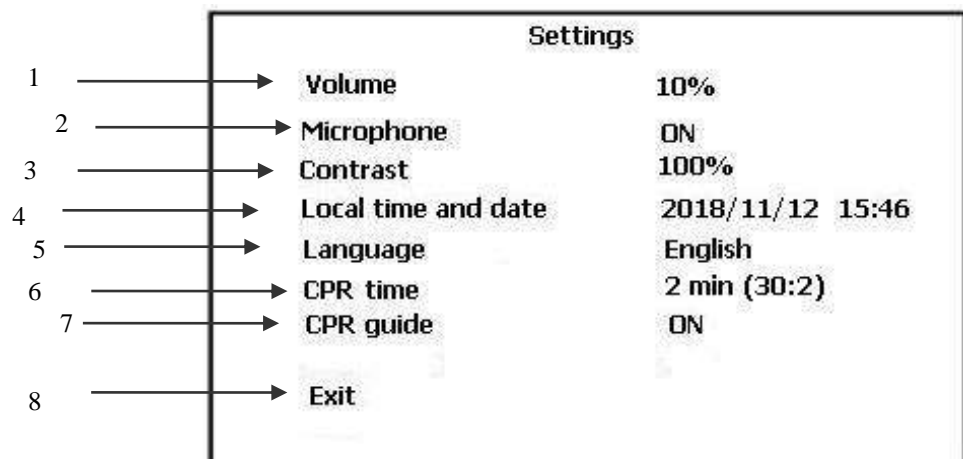 Settings
1 Volume 10%
2 Microphone ON
3 Contrast 100%
4 Local time and date 2018/11/12 15:46
5 Language English
6 CPR time 2 min (30:2)
7 CPR guide ON
8 Exit